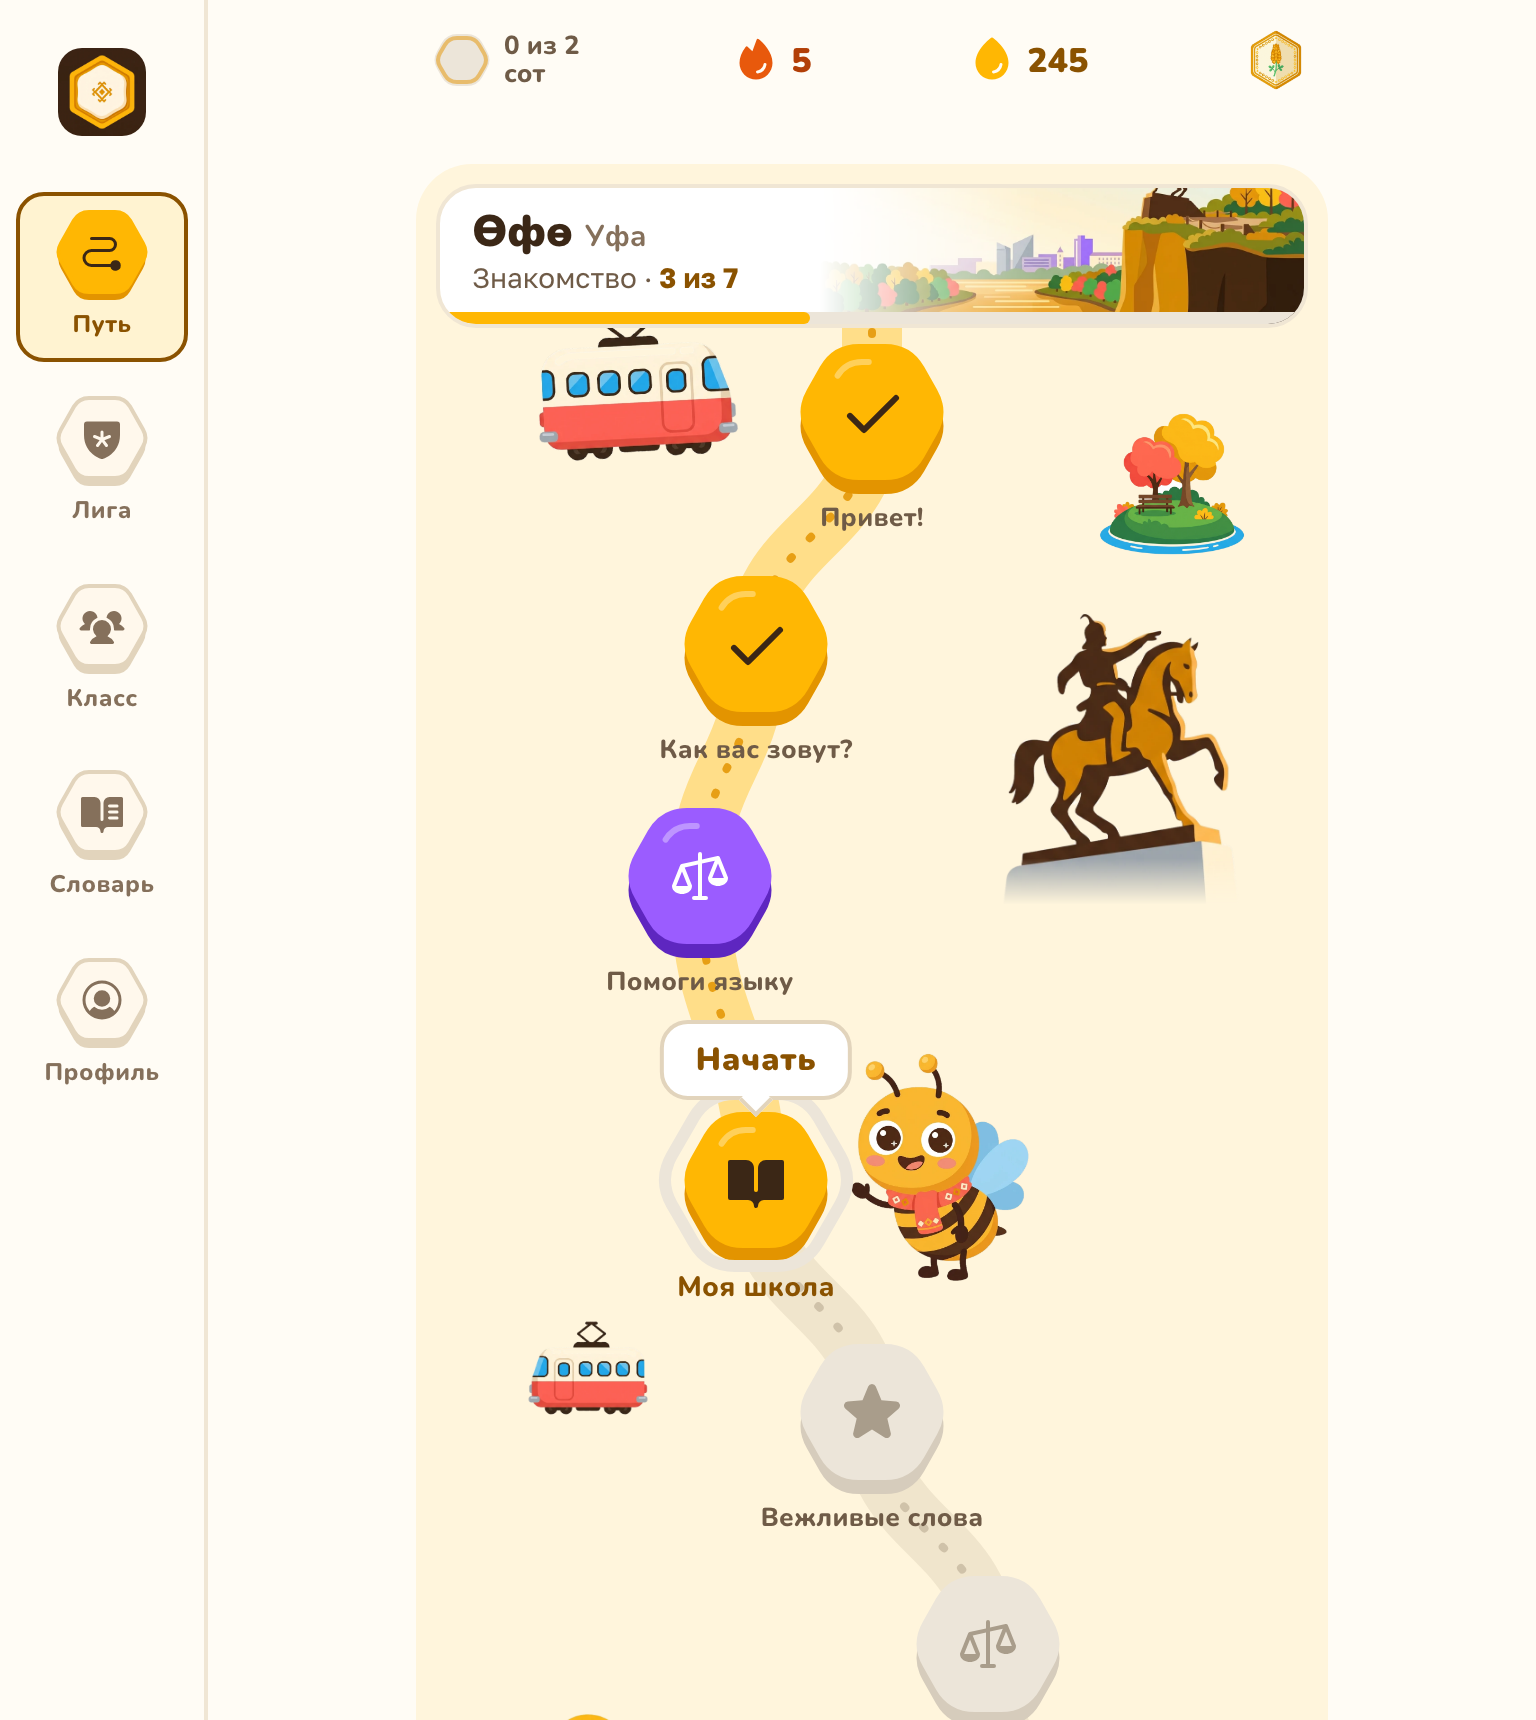 0 из 2
сот
5
245
Өфө Уфа
Знакомство · 3 из 7
Путь
Лига
Класс
Словарь
Профиль
Привет!
Как вас зовут?
Помоги языку
Начать
Моя школа
Вежливые слова